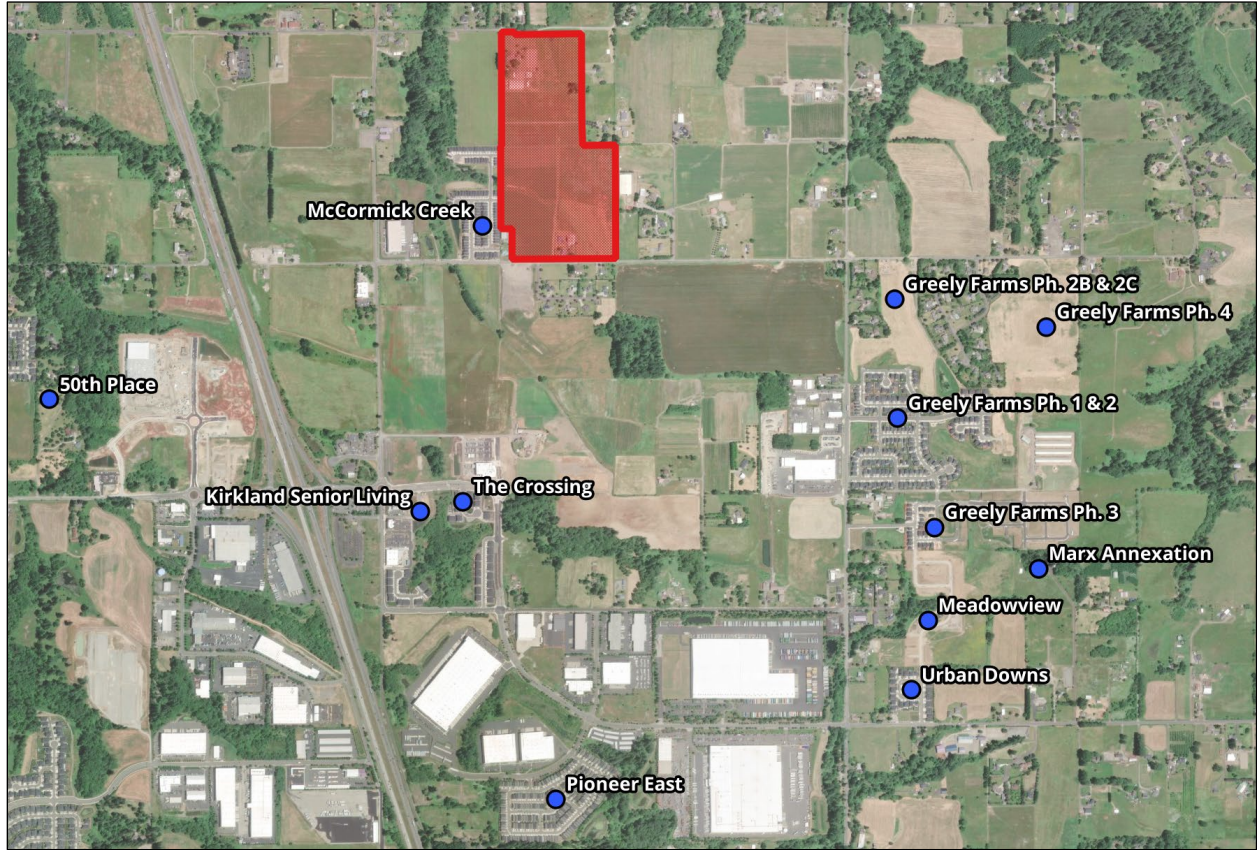 McCormick Creek
Greely Farms Ph. 2B & 2C
Greely Farms Ph. 4
50th Place
Greely Farms Ph. 1 & 2
Kirkland Senior Living
The Crossing
Greely Farms Ph. 3
Marx Annexation
Meadowview
Urban Downs
Pioneer East